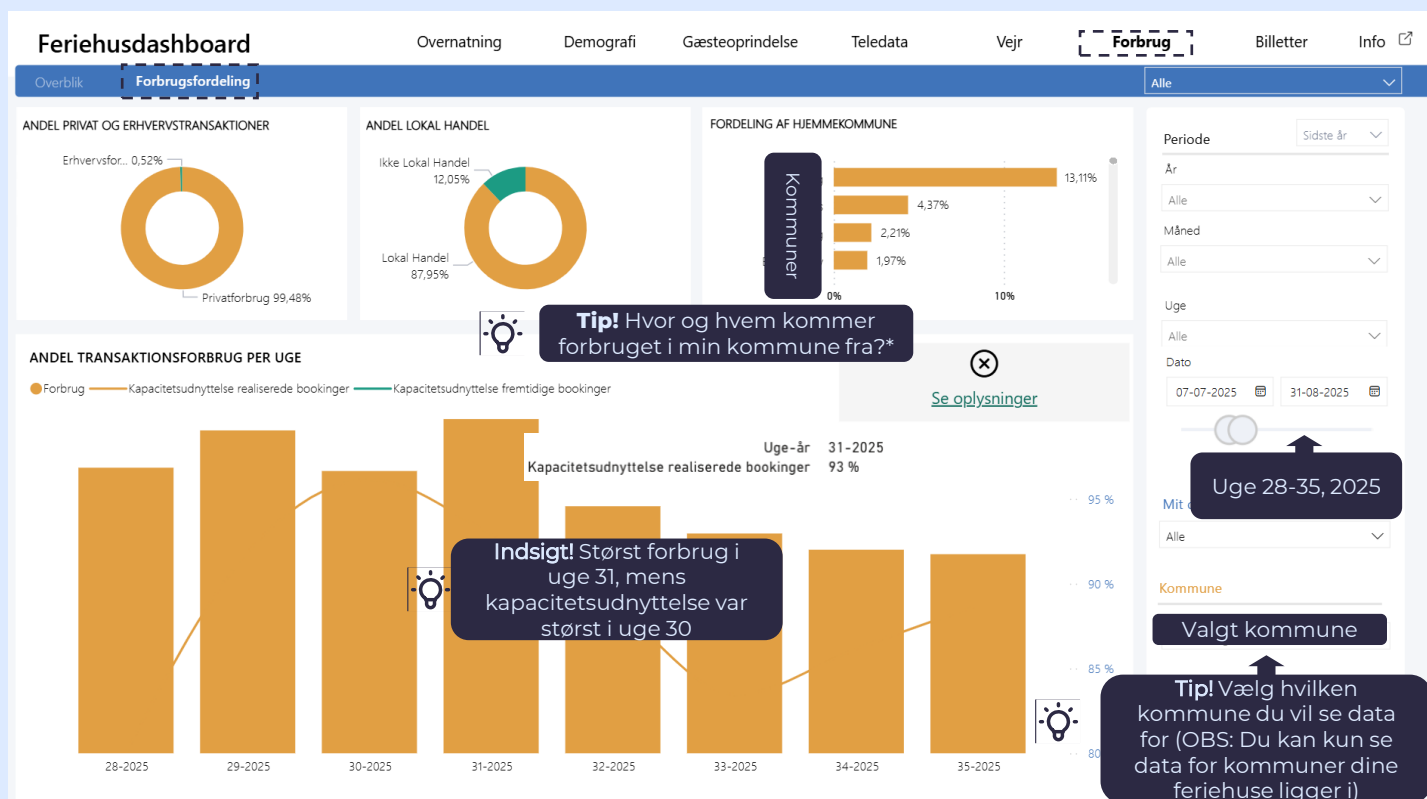 Feriehusdashboard
Overnatning
Demografi
Gæsteoprindelse
Teledata
Vejr
Forbrug
Billetter
Info
Overblik
Forbrugsfordeling
Alle
ANDEL PRIVAT OG ERHVERVSTRANSAKTIONER
Erhvervsfor... 0,52%
Privatforbrug 99,48%
ANDEL LOKAL HANDEL
Ikke Lokal Handel
12,05%
Lokal Handel
87,95%
FORDELING AF HJEMMEKOMMUNE
Kommuner
13,11%
4,37%
2,21%
1,97%
0%
10%
Tip! Hvor og hvem kommer
forbruget i min kommune fra?*
Periode
Sidste år
År
Alle
Måned
Alle
Uge
Alle
Dato
07-07-2025
31-08-2025
Uge 28-35, 2025
Mit
Alle
Kommune
Valgt kommune
Tip! Vælg hvilken
kommune du vil se data
for (OBS: Du kan kun se
data for kommuner dine
feriehuse ligger i)
ANDEL TRANSAKTIONSFORBRUG PER UGE
Forbrug
Kapacitetsudnyttelse realiserede bookinger
Kapacitetsudnyttelse fremtidige bookinger
Se oplysninger
Uge-år 31-2025
Kapacitetsudnyttelse realiserede bookinger 93 %
Indsigt! Størst forbrug i
uge 31, mens
kapacitetsudnyttelse var
størst i uge 30
95 %
90 %
85 %
80
28-2025
29-2025
30-2025
31-2025
32-2025
33-2025
34-2025
35-2025